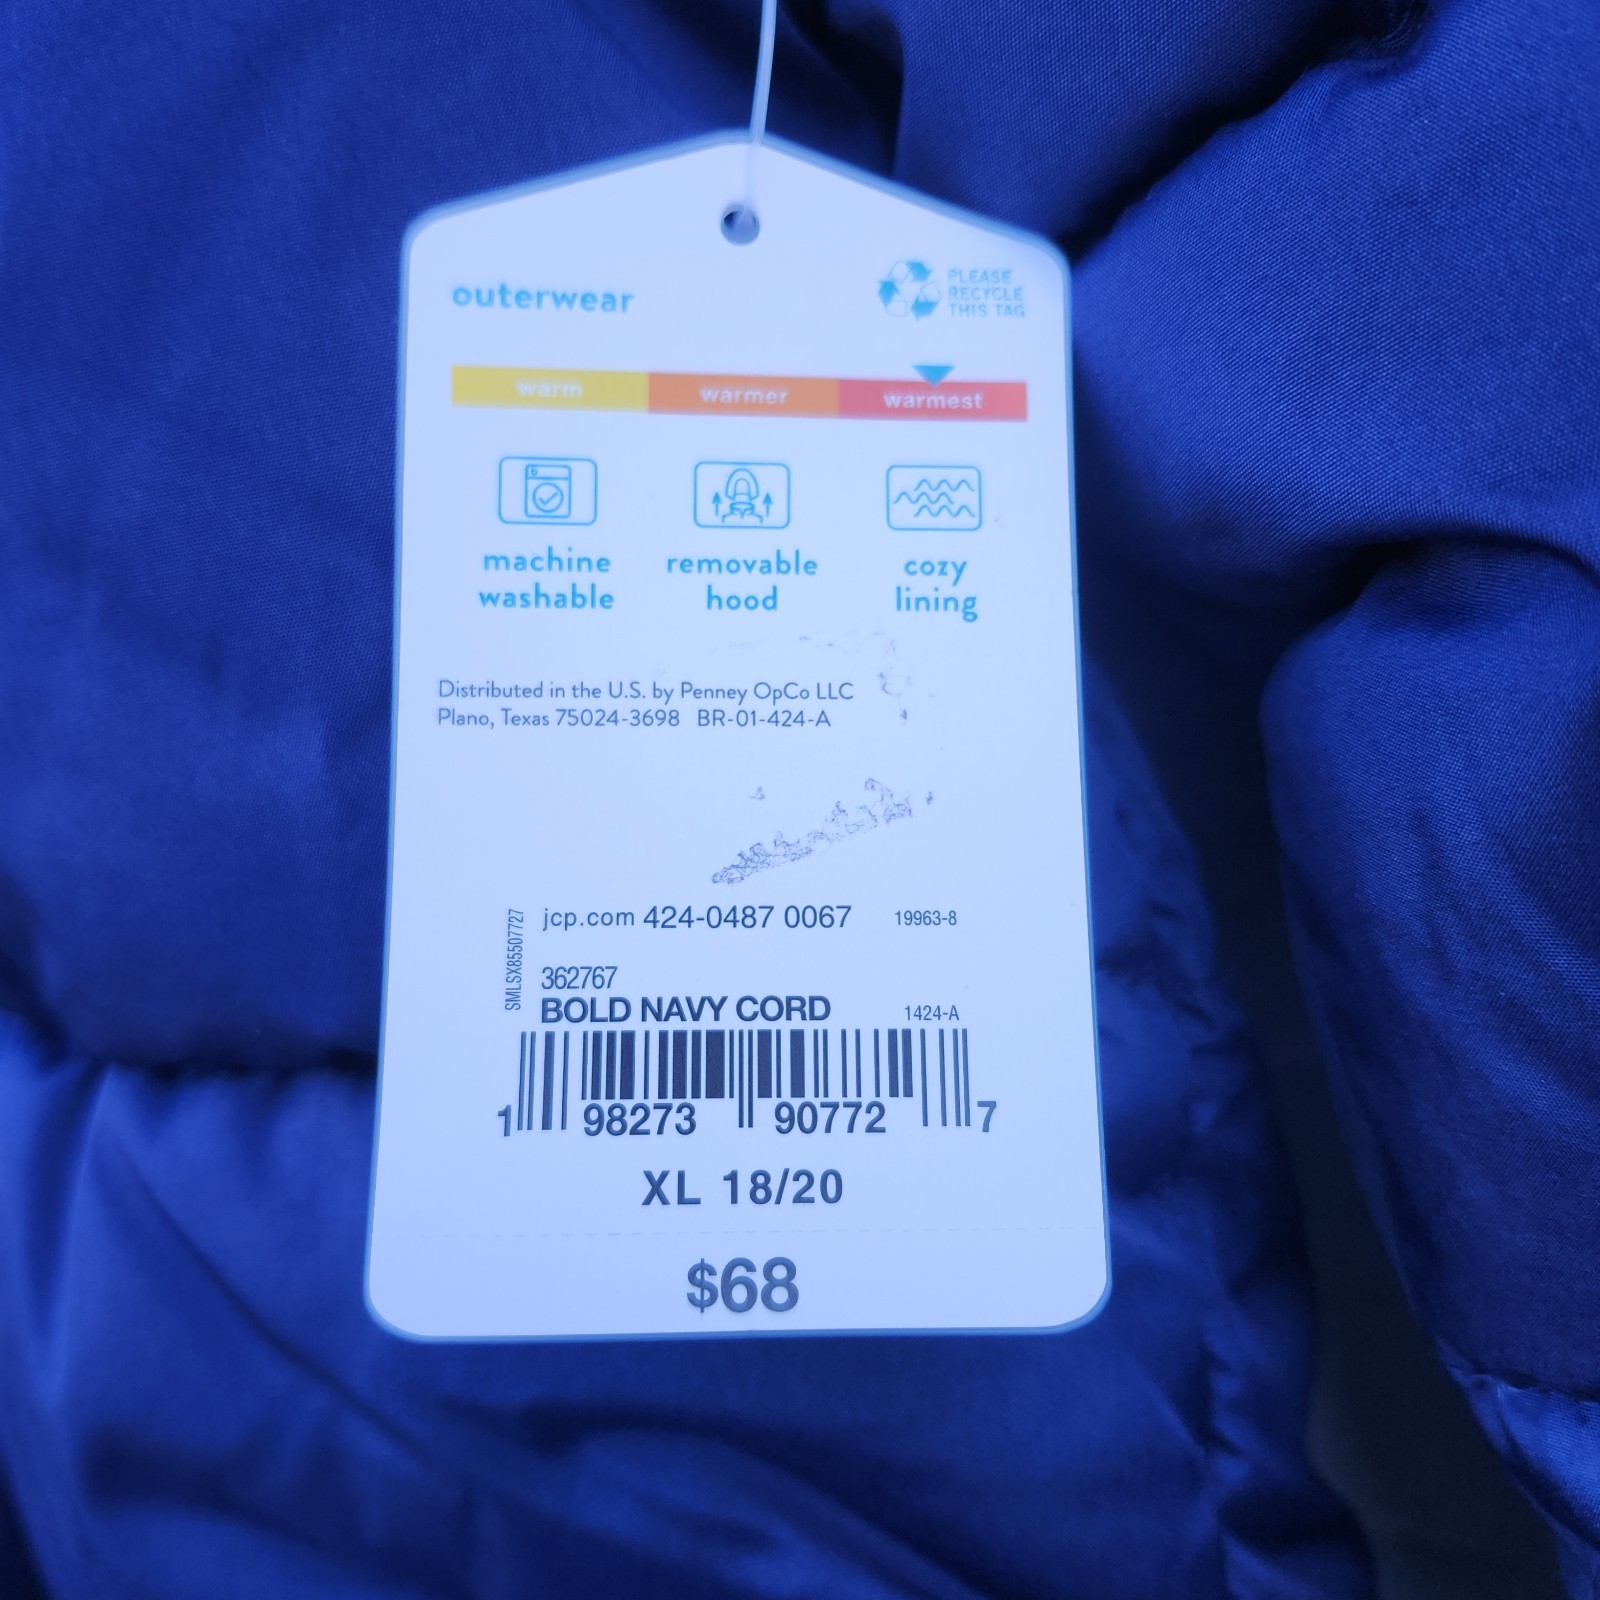 outerwear
PLEASE
RECYCLE
THIS TAG
warm warmer warmest
machine
washable
removable
hood
cozy
lining
Distributed in the U.S. by Penney OpCo LLC
Plano, Texas 75024-3698 BR-01-424-A
SMLSX85507727
jcp.com 424-0487 0067 19963-8
362767
BOLD NAVY CORD 1424-A
1 98273 90772 7
XL 18/20
$68